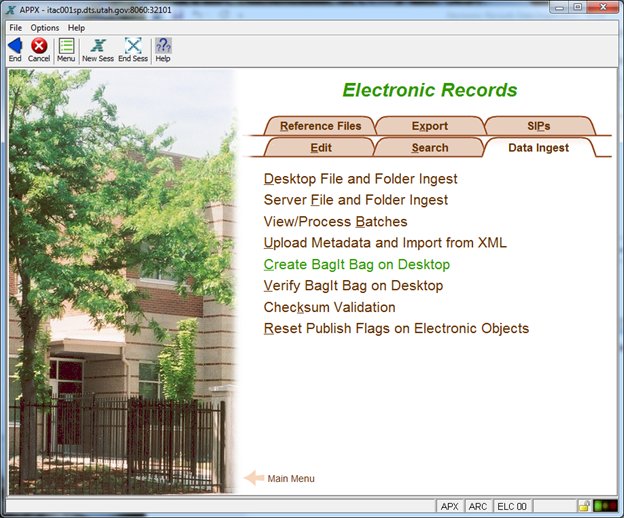 APPX - itac001sp.dts.utah.gov:8060:32101
File Options Help
End Cancel Menu New Sess End Sess Help
Electronic Records
Reference Files Export SIPs
Edit Search Data Ingest
Desktop File and Folder Ingest
Server File and Folder Ingest
View/Process Batches
Upload Metadata and Import from XML
Create BagIt Bag on Desktop
Verify BagIt Bag on Desktop
Checksum Validation
Reset Publish Flags on Electronic Objects
Main Menu
APX ARC ELC 00